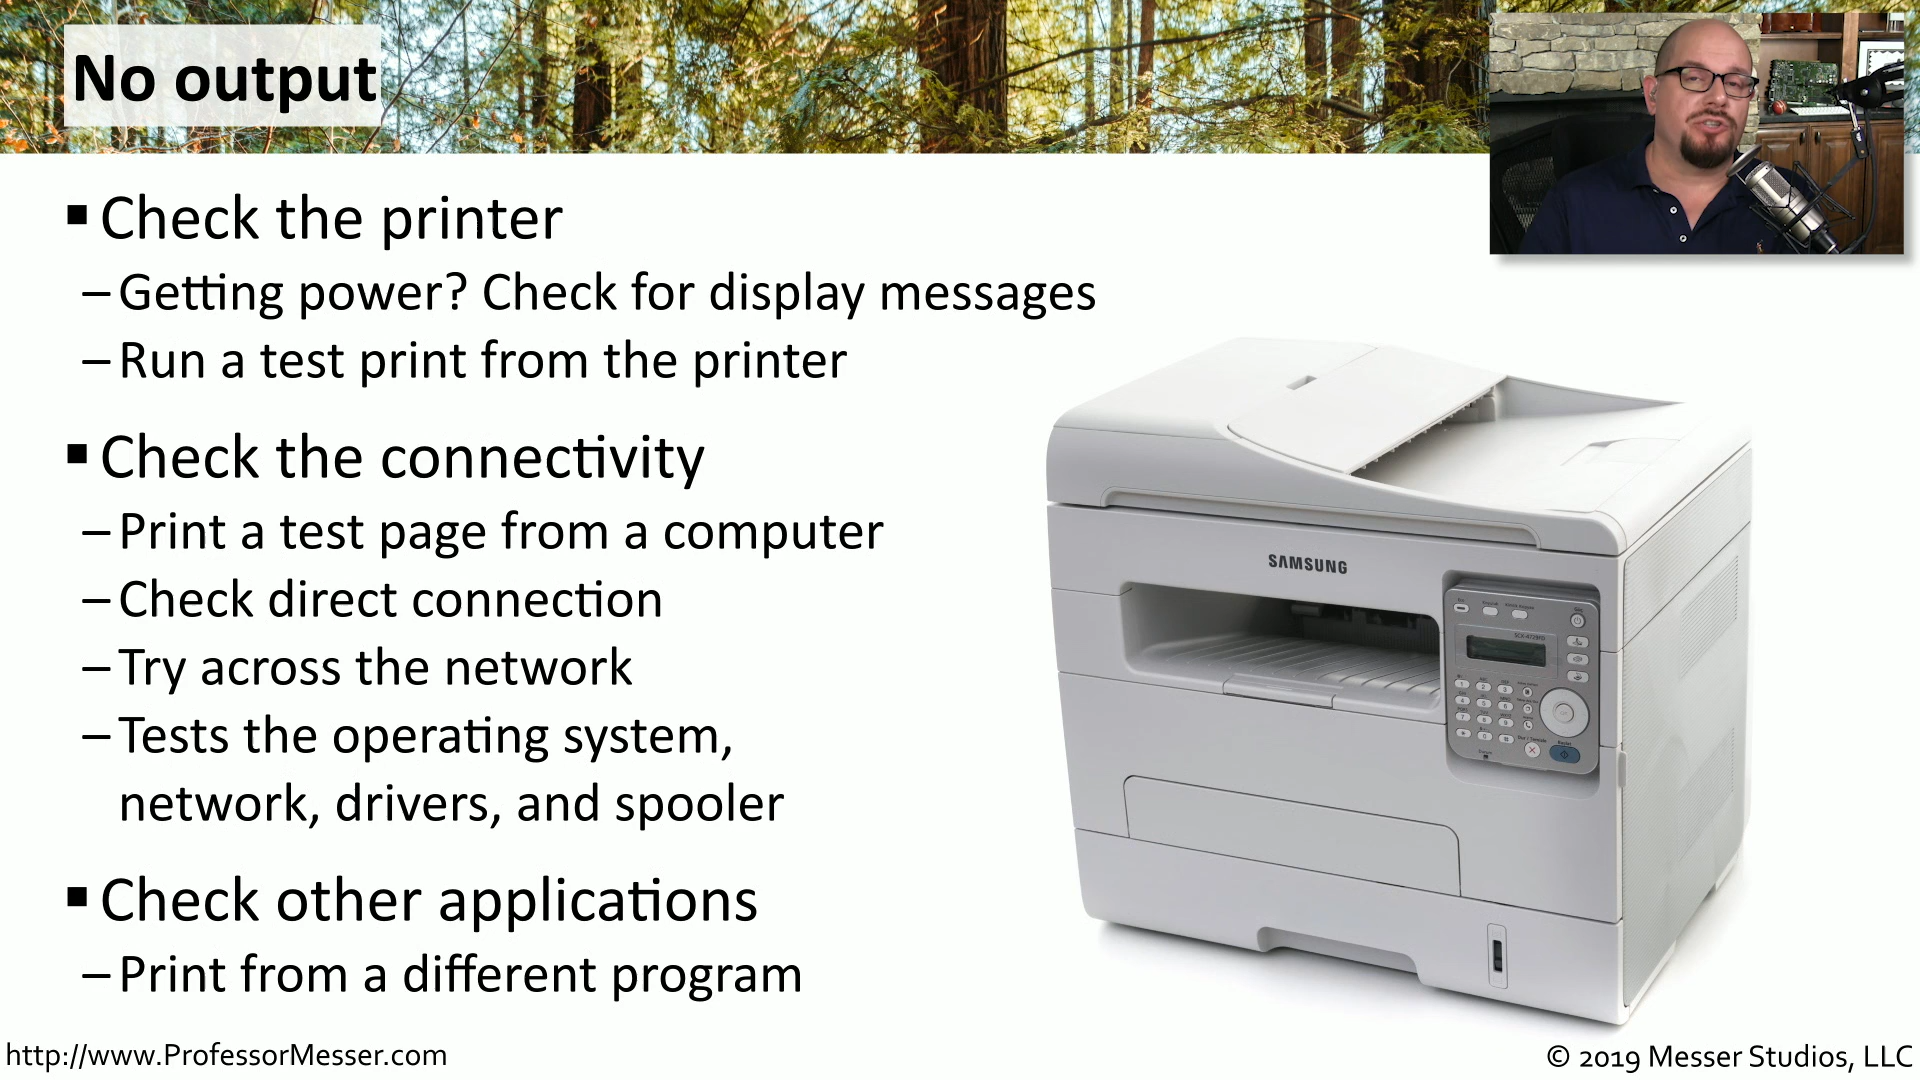 No output
▪ Check the printer
– Getting power? Check for display messages
– Run a test print from the printer
▪ Check the connectivity
– Print a test page from a computer
– Check direct connection
– Try across the network
– Tests the operating system,
network, drivers, and spooler
▪ Check other applications
– Print from a different program
SAMSUNG
SCX-4729FD
http://www.ProfessorMesser.com
© 2019 Messer Studios, LLC